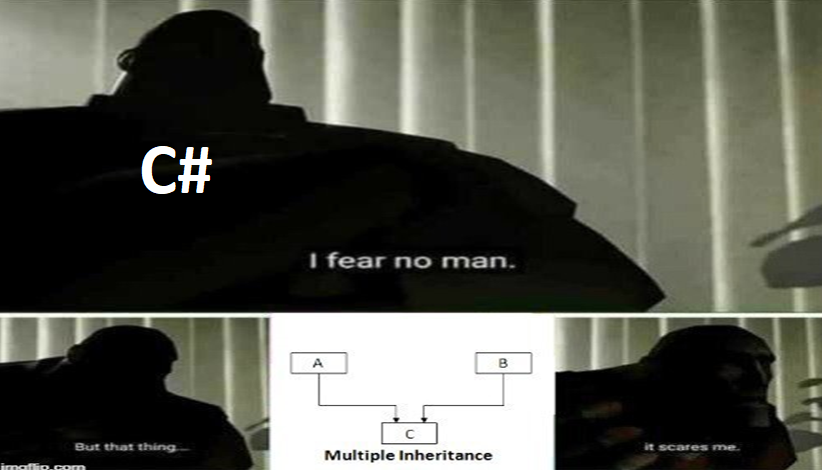 C#
I fear no man.
A
B
C
Multiple Inheritance
But that thing...
it scares me.
imgflip.com